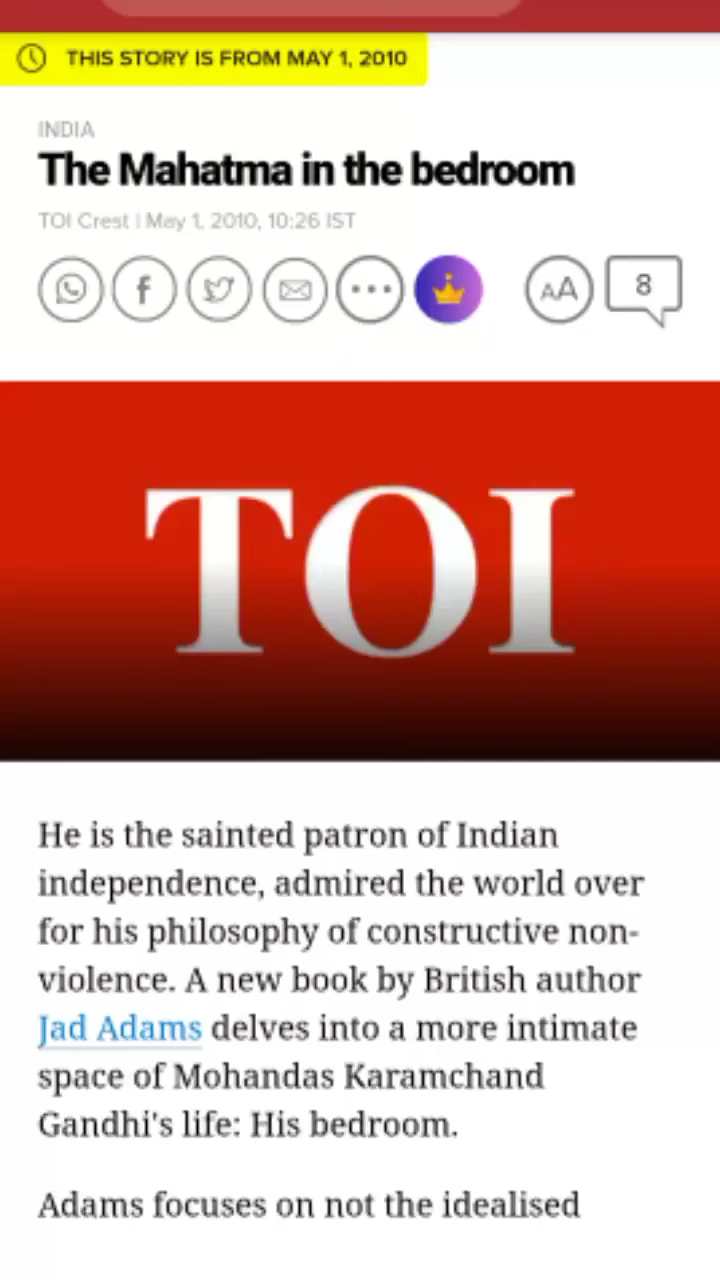 THIS STORY IS FROM MAY 1, 2010
INDIA
The Mahatma in the bedroom
TOI Crest | May 1, 2010, 10:26 IST
AA 8
TOI
He is the sainted patron of Indian
independence, admired the world over
for his philosophy of constructive non-
violence. A new book by British author
Jad Adams delves into a more intimate
space of Mohandas Karamchand
Gandhi's life: His bedroom.
Adams focuses on not the idealised